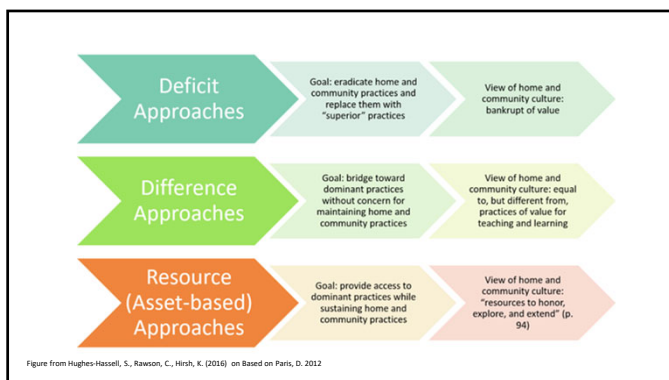 Deficit
Approaches
Goal: eradicate home and
community practices and
replace them with
“superior” practices
View of home and
community culture:
bankrupt of value
Difference
Approaches
Goal: bridge toward
dominant practices
without concern for
maintaining home and
community practices
View of home and
community culture: equal
to, but different from,
practices of value for
teaching and learning
Resource
(Asset-based)
Approaches
Goal: provide access to
dominant practices while
sustaining home and
community practices
View of home and
community culture:
“resources to honor,
explore, and extend” (p.
94)
Figure from Hughes-Hassell, S., Rawson, C., Hirsh, K. (2016)  on Based on Paris, D. 2012